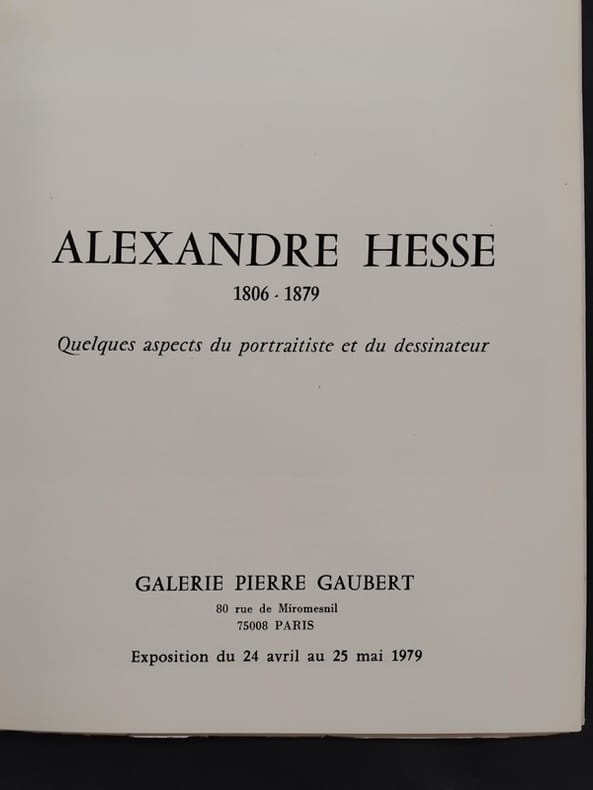 ALEXANDRE HESSE
1806 - 1879
Quelques aspects du portraitiste et du dessinateur
GALERIE PIERRE GAUBERT
80 rue de Miromesnil
75008 PARIS
Exposition du 24 avril au 25 mai 1979